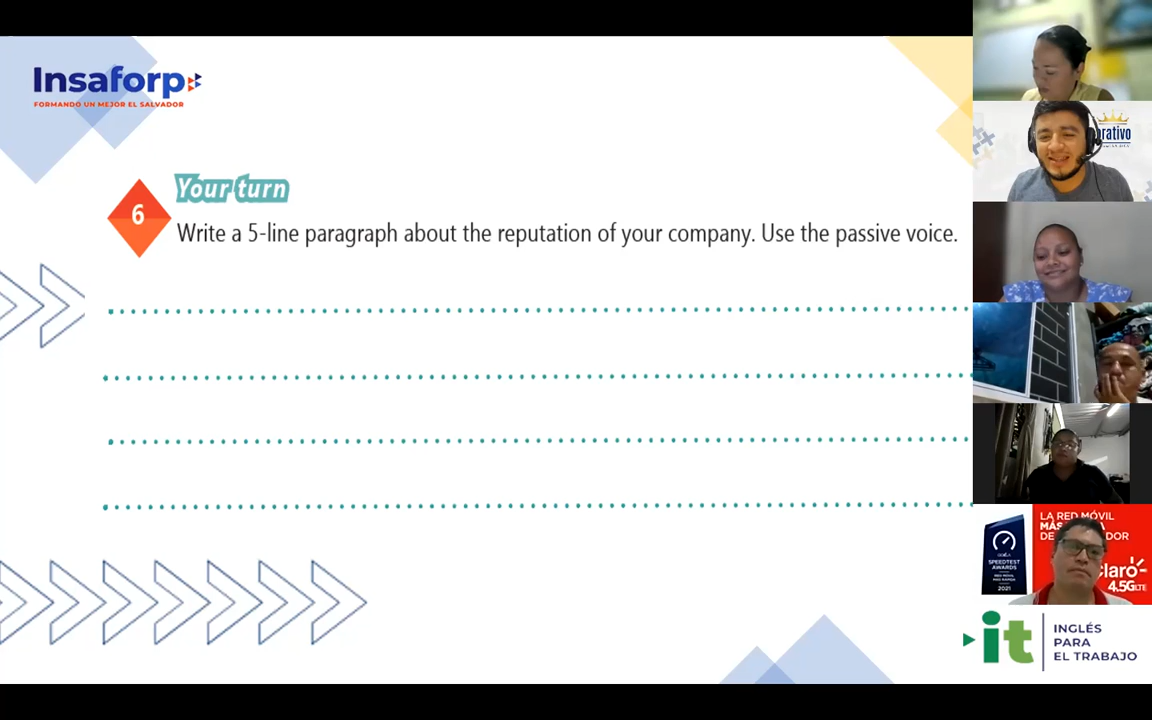 Insaforp
FORMANDO UN MEJOR EL SALVADOR
Your turn
6
Write a 5-line paragraph about the reputation of your company. Use the passive voice.
arativo
LA RED MÓVIL
MÁS
DE
DOR
SPEEDTEST
AWARDS
2021
Claro
4.5G LTE
it
INGLÉS
PARA
EL TRABAJO